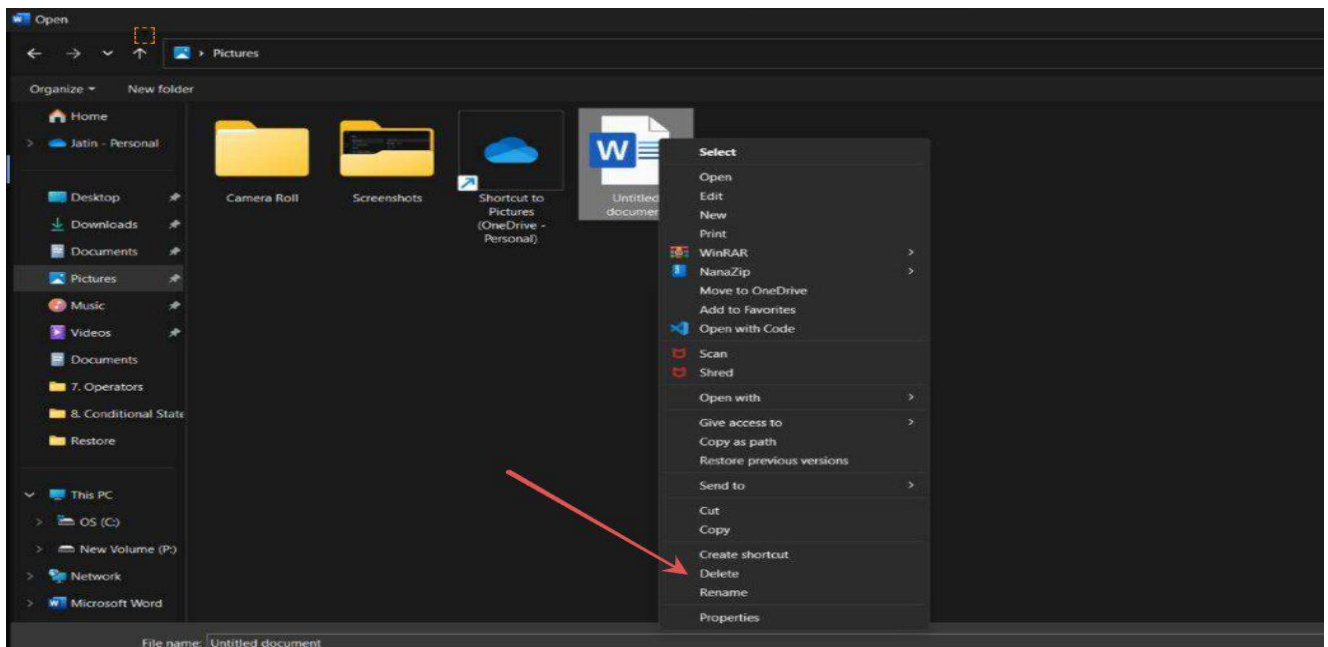 Open
Pictures
Organize
New folder
Home
Jatin - Personal
Desktop
Downloads
Documents
Pictures
Music
Videos
Documents
7. Operators
8. Conditional State
Restore
This PC
OS (C:)
New Volume (P:)
Network
Microsoft Word
Camera Roll
Screenshots
Shortcut to
Pictures
(OneDrive -
Personal)
W
Untitled
documen
Select
Open
Edit
New
Print
WinRAR
NanaZip
Move to OneDrive
Add to Favorites
Open with Code
Scan
Shred
Open with
Give access to
Copy as path
Restore previous versions
Send to
Cut
Copy
Create shortcut
Delete
Rename
Properties
File name: Untitled document